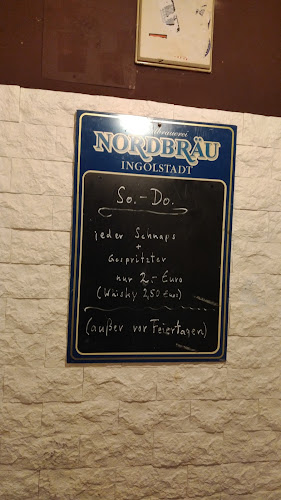 NORDBRÄU
INGOLSTADT
So.-Do.
jeder Schnaps
+
Gespritzter
nur 2.- Euro
(Whisky 2,50 Euro)
(außer vor Feiertagen)